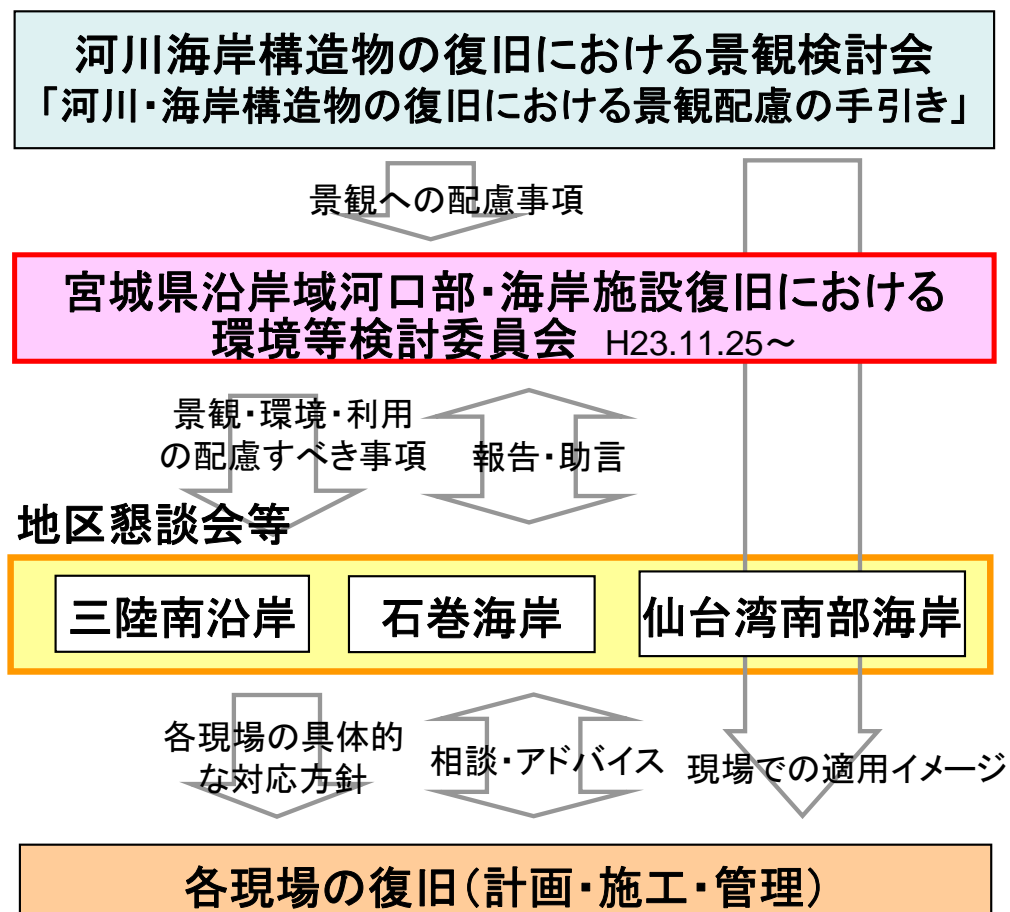 河川海岸構造物の復旧における景観検討会
「河川・海岸構造物の復旧における景観配慮の手引き」
景観への配慮事項
宮城県沿岸域河口部・海岸施設復旧における
環境等検討委員会 H23.11.25～
景観・環境・利用
の配慮すべき事項
報告・助言
地区懇談会等
三陸南沿岸
石巻海岸
仙台湾南部海岸
各現場の具体的
な対応方針
相談・アドバイス
現場での適用イメージ
各現場の復旧（計画・施工・管理）